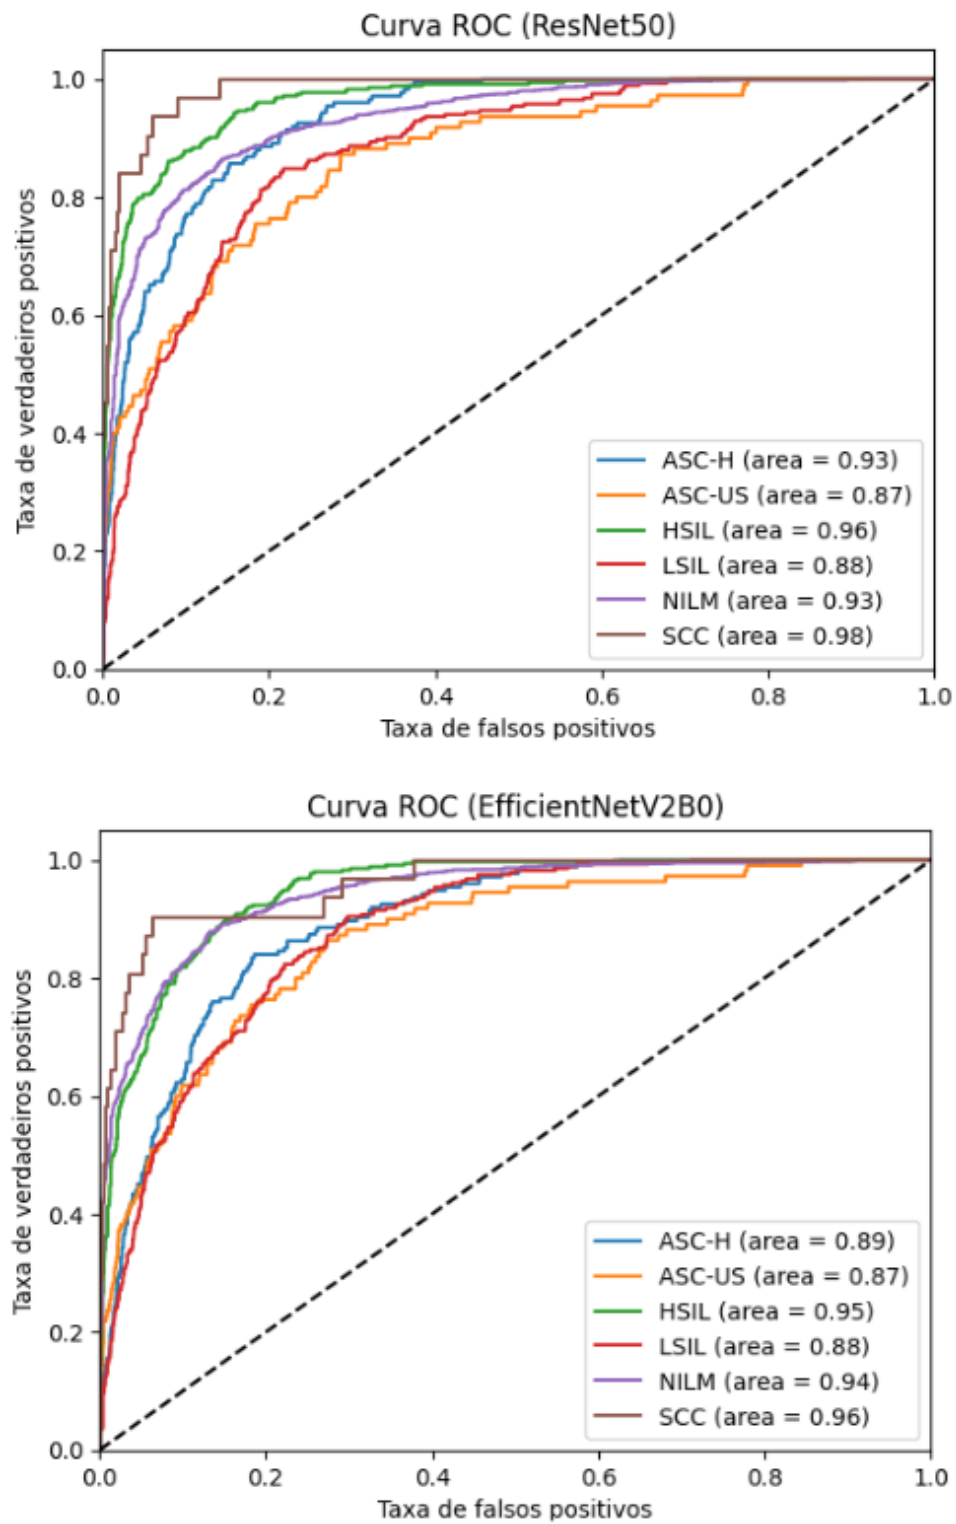 Curva ROC (ResNet50)
1.0
0.8
0.6
0.4
0.2
0.0
Taxa de verdadeiros positivos
ASC-H (area = 0.93)
ASC-US (area = 0.87)
HSIL (area = 0.96)
LSIL (area = 0.88)
NILM (area = 0.93)
SCC (area = 0.98)
0.0 0.2 0.4 0.6 0.8 1.0
Taxa de falsos positivos
Curva ROC (EfficientNetV2B0)
1.0
0.8
0.6
0.4
0.2
0.0
Taxa de verdadeiros positivos
ASC-H (area = 0.89)
ASC-US (area = 0.87)
HSIL (area = 0.95)
LSIL (area = 0.88)
NILM (area = 0.94)
SCC (area = 0.96)
0.0 0.2 0.4 0.6 0.8 1.0
Taxa de falsos positivos